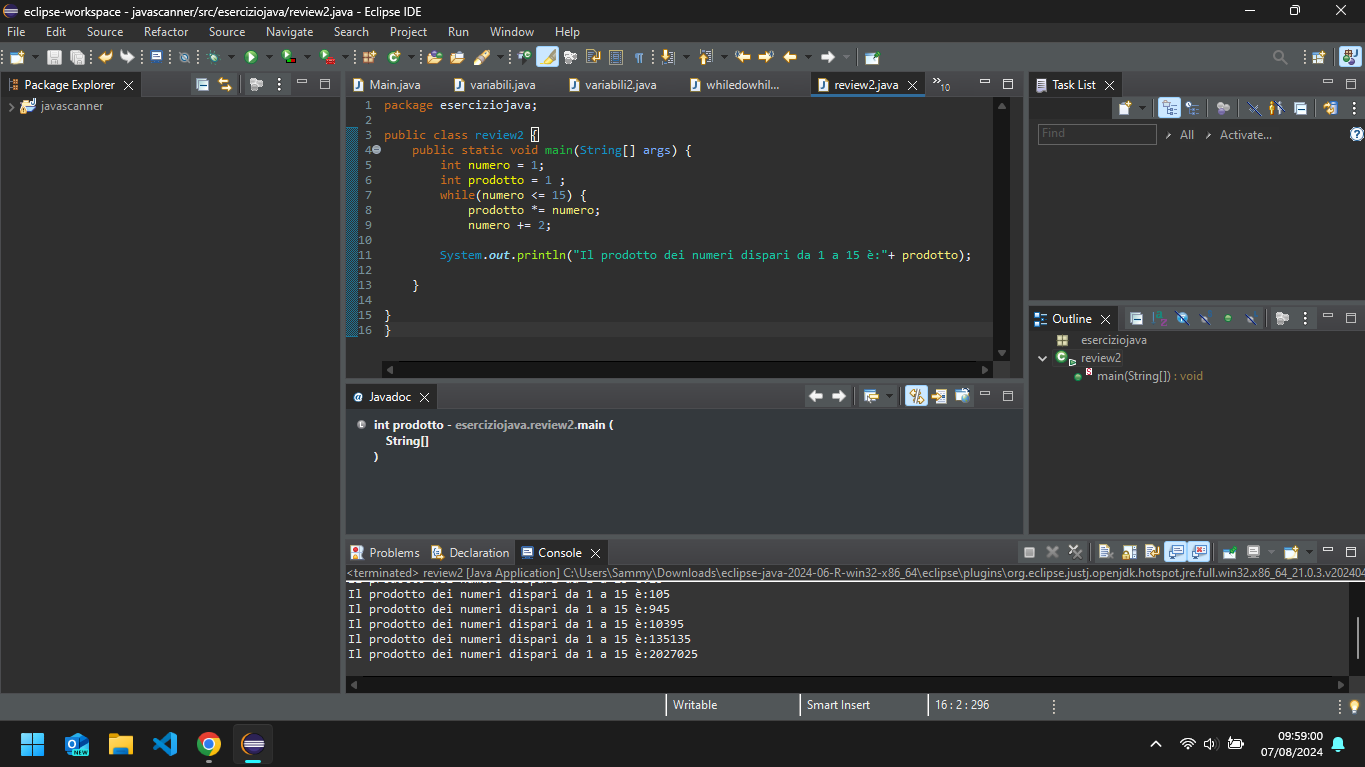 eclipse-workspace - javascanner/src/eserciziojava/review2.java - Eclipse IDE
File Edit Source Refactor Source Navigate Search Project Run Window Help
Package Explorer
javascanner
Main.java variabili.java variabili2.java whiledowhil... review2.java »10
1 package eserciziojava;
2
3 public class review2 {
4 public static void main(String[] args) {
5 int numero = 1;
6 int prodotto = 1 ;
7 while(numero <= 15) {
8 prodotto *= numero;
9 numero += 2;
10
11 System.out.println("Il prodotto dei numeri dispari da 1 a 15 è:"+ prodotto);
12
13 }
14
15 }
16 }
Task List
Find All Activate...
Outline
eserciziojava
review2
main(String[]) : void
@ Javadoc
int prodotto - eserciziojava.review2.main (
String[]
)
Problems Declaration Console
<terminated> review2 [Java Application] C:\Users\Sammy\Downloads\eclipse-java-2024-06-R-win32-x86_64\eclipse\plugins\org.eclipse.justj.openjdk.hotspot.jre.full.win32.x86_64_21.0.3.v202404
Il prodotto dei numeri dispari da 1 a 15 è:105
Il prodotto dei numeri dispari da 1 a 15 è:945
Il prodotto dei numeri dispari da 1 a 15 è:10395
Il prodotto dei numeri dispari da 1 a 15 è:135135
Il prodotto dei numeri dispari da 1 a 15 è:2027025
Writable Smart Insert 16 : 2 : 296
NEW
09:59:00
07/08/2024